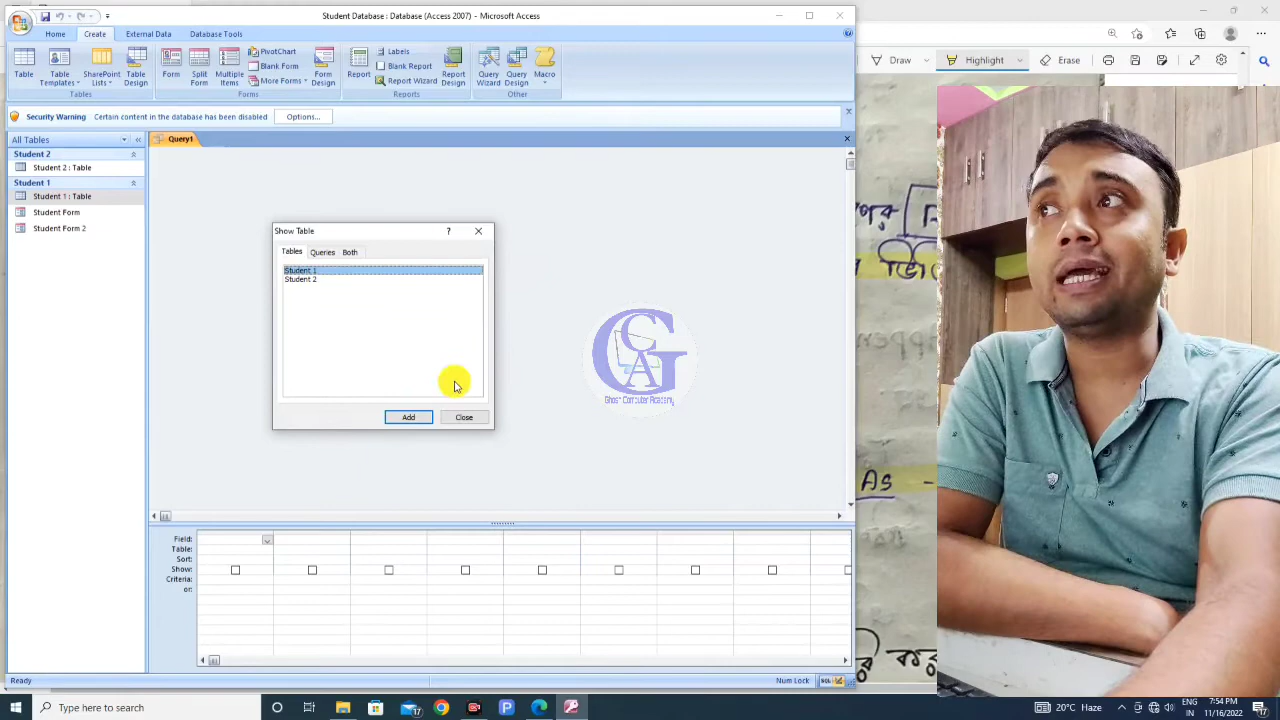 Student Database : Database (Access 2007) - Microsoft Access
Home Create External Data Database Tools
Table
Table Templates
SharePoint Lists
Table Design
Tables
Form
Split Form
Multiple Items
PivotChart
Blank Form
More Forms
Form Design
Forms
Report
Labels
Blank Report
Report Wizard
Report Design
Reports
Query Wizard
Query Design
Macro
Other
Draw Highlight Erase
Security Warning Certain content in the database has been disabled Options...
All Tables
Query1
Student 2
Student 2 : Table
Student 1
Student 1 : Table
Student Form
Student Form 2
Show Table
Tables Queries Both
Student 1
Student 2
Add Close
Ghosh Computer Academy
As -
Field:
Table:
Sort:
Show:
Criteria:
or:
Ready Num Lock
Type here to search
17
20°C Haze
ENG
IN
7:54 PM
11/16/2022
17